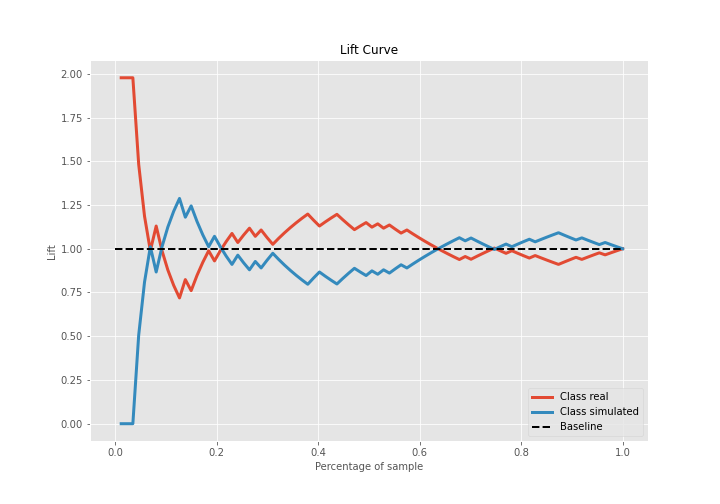 Lift Curve
2.00
1.75
1.50
1.25
1.00
0.75
0.50
0.25
0.00
Lift
0.0 0.2 0.4 0.6 0.8 1.0
Percentage of sample
Class real
Class simulated
Baseline